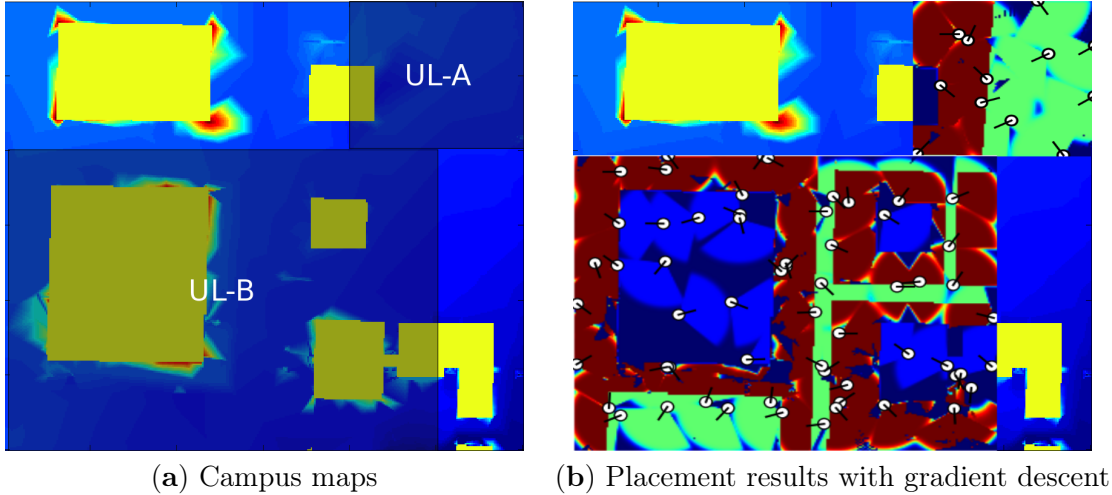 UL-A
UL-B
(a) Campus maps
(b) Placement results with gradient descent